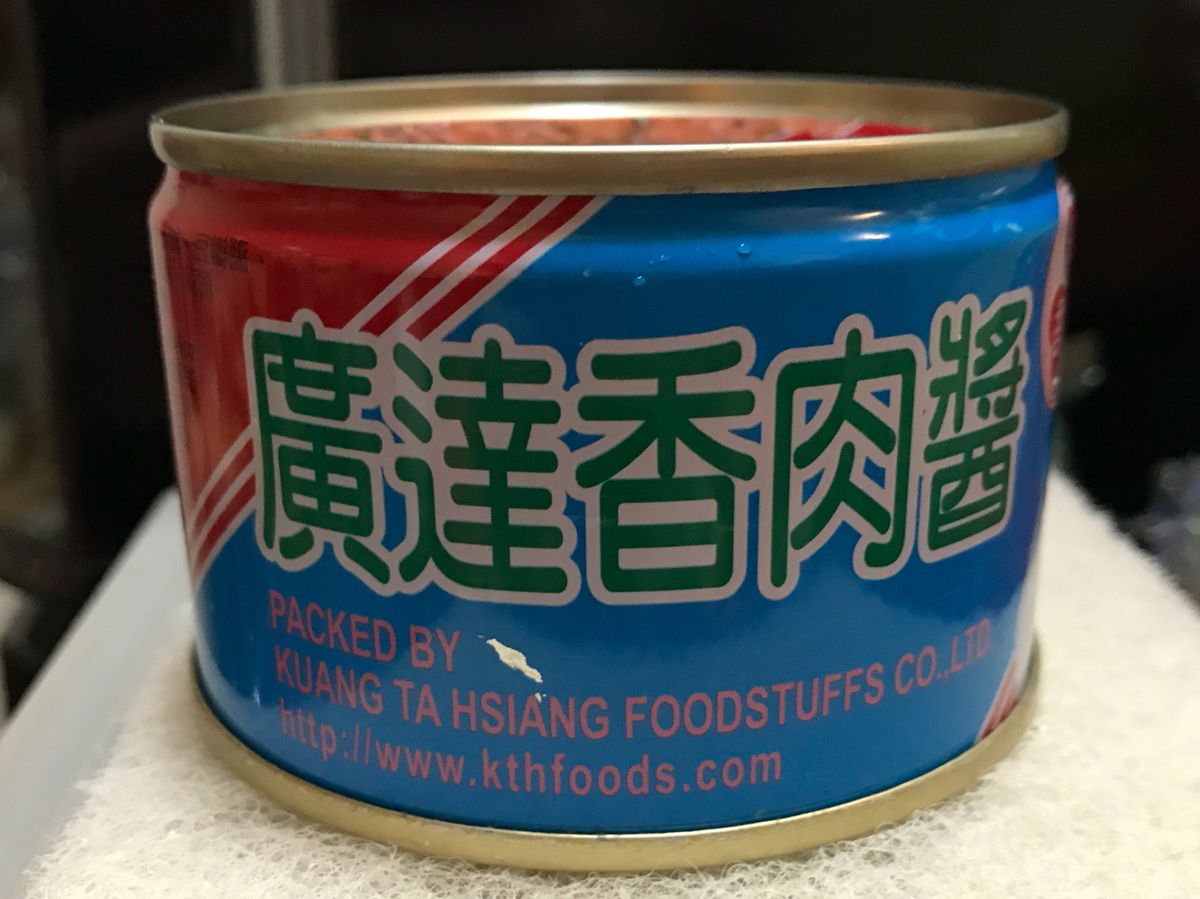 廣達香肉醬
PACKED BY
KUANG TA HSIANG FOODSTUFFS CO.,LTD.
http://www.kthfoods.com